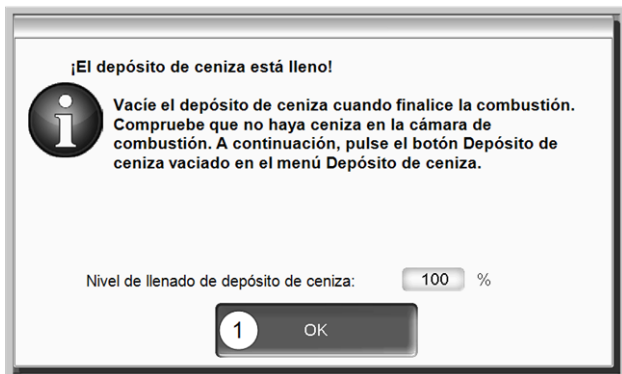 ¡El depósito de ceniza está lleno!
Vacíe el depósito de ceniza cuando finalice la combustión.
Compruebe que no haya ceniza en la cámara de
combustión. A continuación, pulse el botón Depósito de
ceniza vaciado en el menú Depósito de ceniza.
Nivel de llenado de depósito de ceniza: 100 %
1 OK